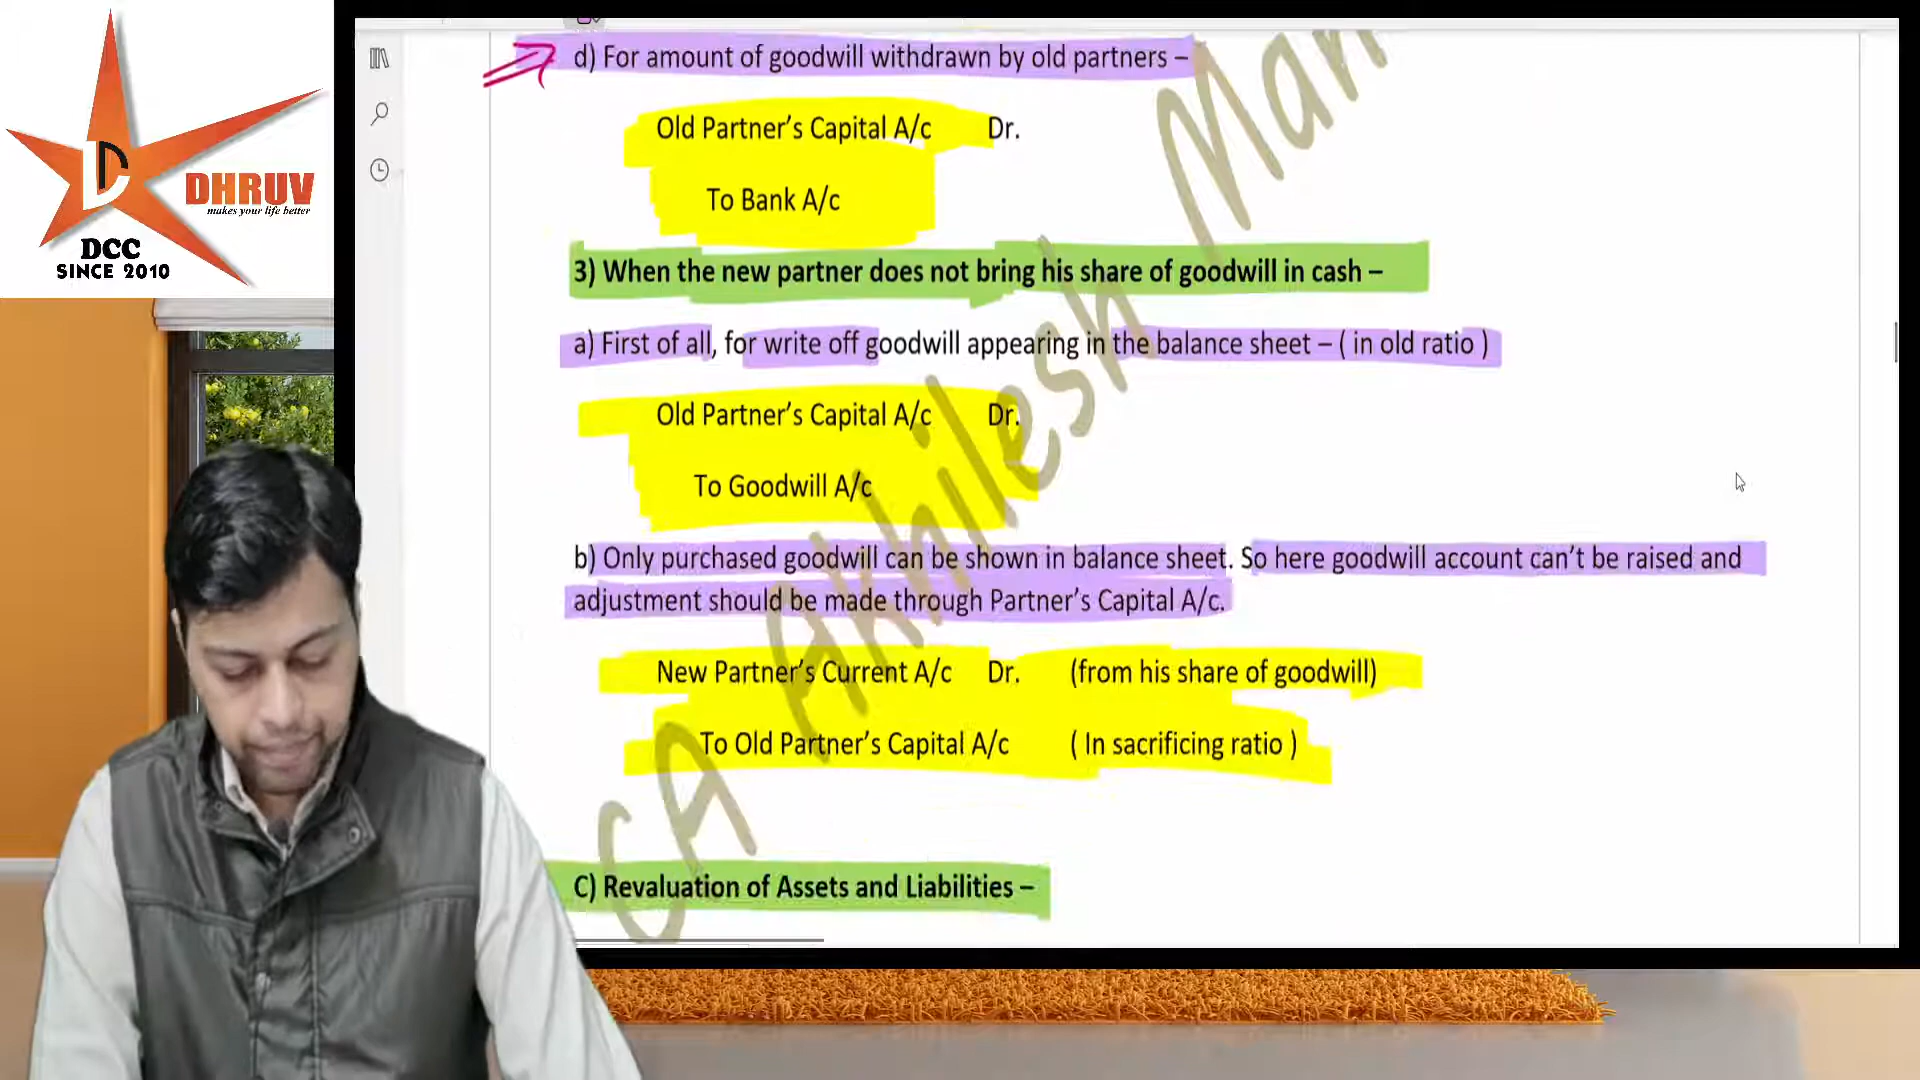 d) For amount of goodwill withdrawn by old partners –
Old Partner’s Capital A/c Dr.
To Bank A/c
3) When the new partner does not bring his share of goodwill in cash –
a) First of all, for write off goodwill appearing in the balance sheet – ( in old ratio )
Old Partner’s Capital A/c Dr.
To Goodwill A/c
b) Only purchased goodwill can be shown in balance sheet. So here goodwill account can’t be raised and
adjustment should be made through Partner’s Capital A/c.
New Partner’s Current A/c Dr. (from his share of goodwill)
To Old Partner’s Capital A/c ( In sacrificing ratio )
C) Revaluation of Assets and Liabilities –
CA Akhilesh
DC
DHRUV
makes your life better
DCC
SINCE 2010